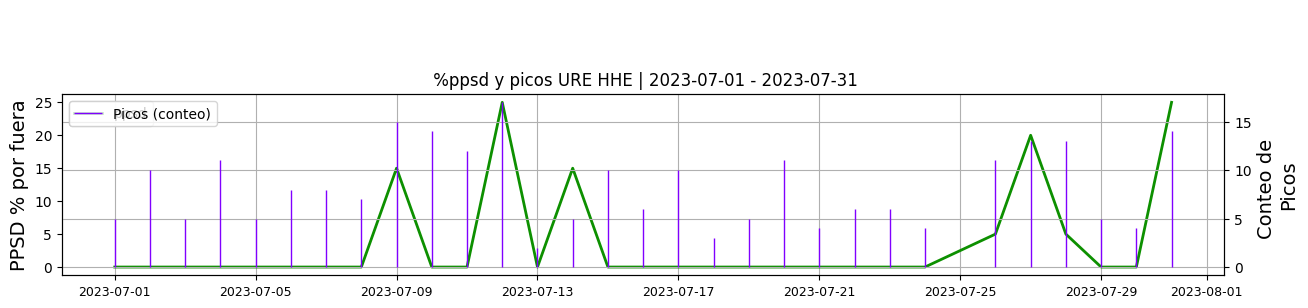 %ppsd y picos URE HHE | 2023-07-01 - 2023-07-31
PPSD % por fuera
25
20
15
10
5
0
Picos (conteo)
15
10
5
0
Conteo de
Picos
2023-07-01 2023-07-05 2023-07-09 2023-07-13 2023-07-17 2023-07-21 2023-07-25 2023-07-29 2023-08-01